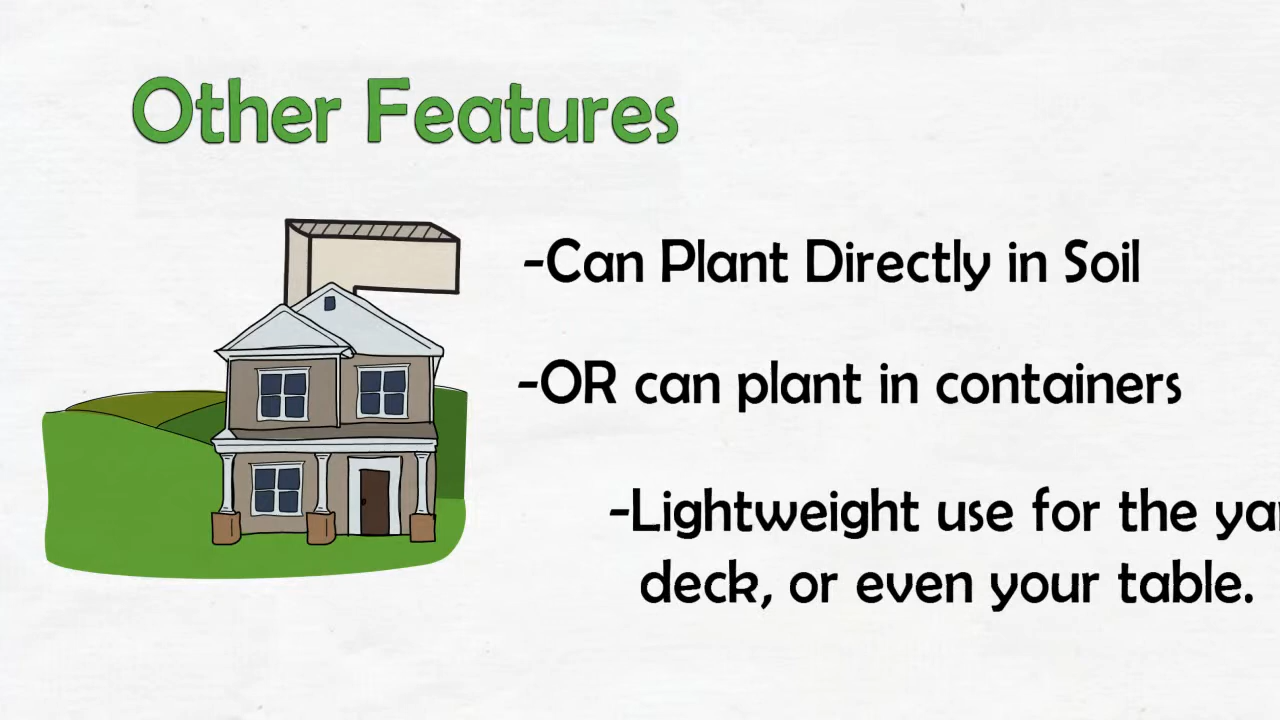 Other Features
-Can Plant Directly in Soil
-OR can plant in containers
-Lightweight use for the
deck, or even your table.